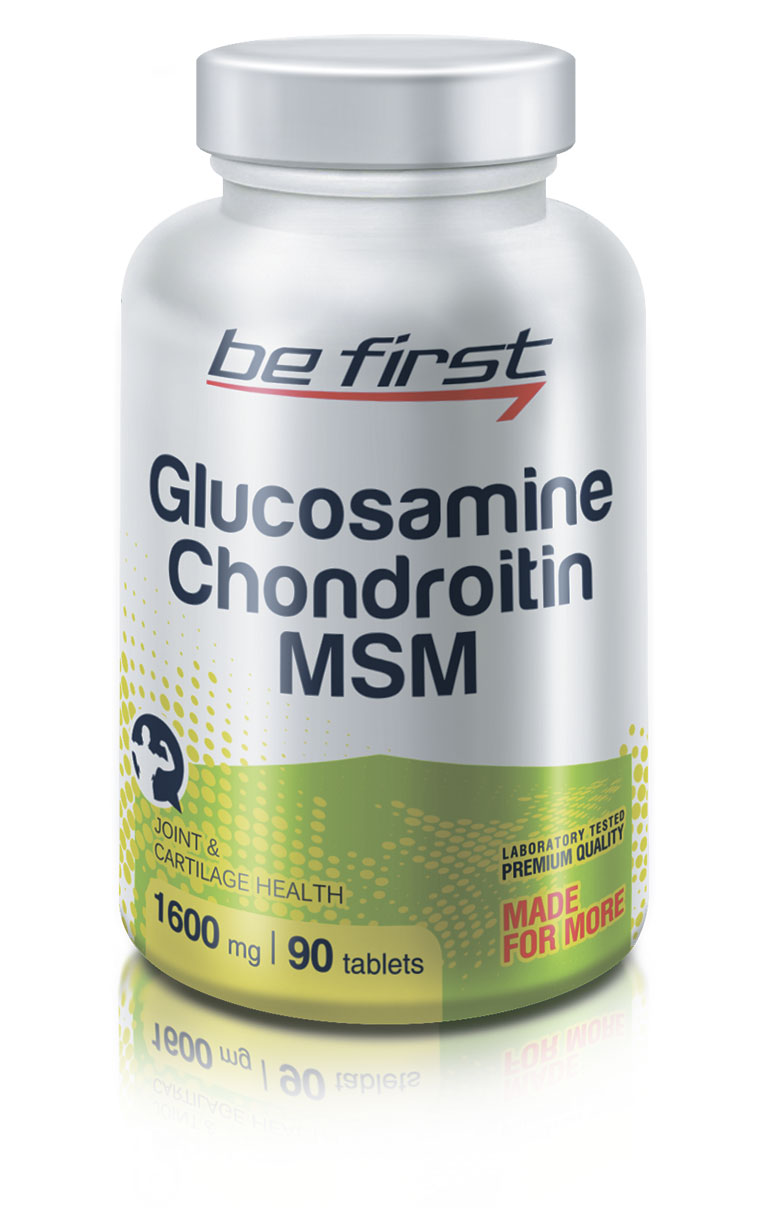 be first
Glucosamine
Chondroitin
MSM
JOINT &
CARTILAGE HEALTH
1600 mg | 90 tablets
LABORATORY TESTED
PREMIUM QUALITY
MADE
FOR MORE